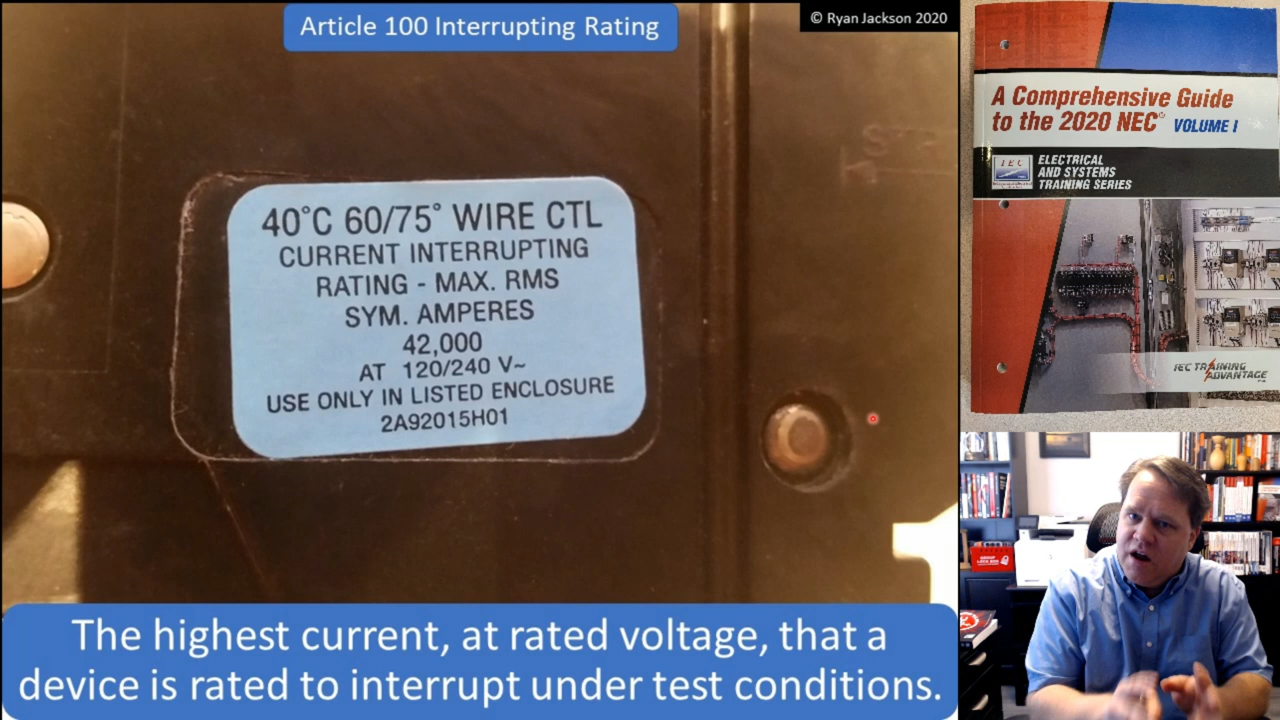 Article 100 Interrupting Rating
© Ryan Jackson 2020
40°C 60/75° WIRE CTL
CURRENT INTERRUPTING
RATING - MAX. RMS
SYM. AMPERES
42,000
AT 120/240 V~
USE ONLY IN LISTED ENCLOSURE
2A92015H01
The highest current, at rated voltage, that a
device is rated to interrupt under test conditions.
A Comprehensive Guide
to the 2020 NEC® VOLUME I
IEC
ELECTRICAL
AND SYSTEMS
TRAINING SERIES
IEC TRAINING
ADVANTAGE